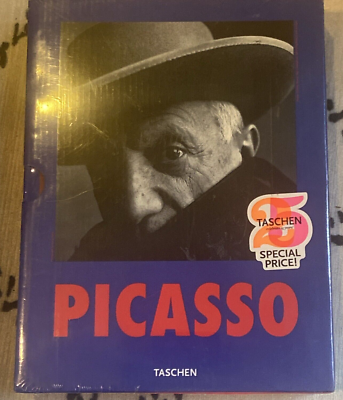 25
TASCHEN
SPECIAL
PRICE!
PICASSO
TASCHEN